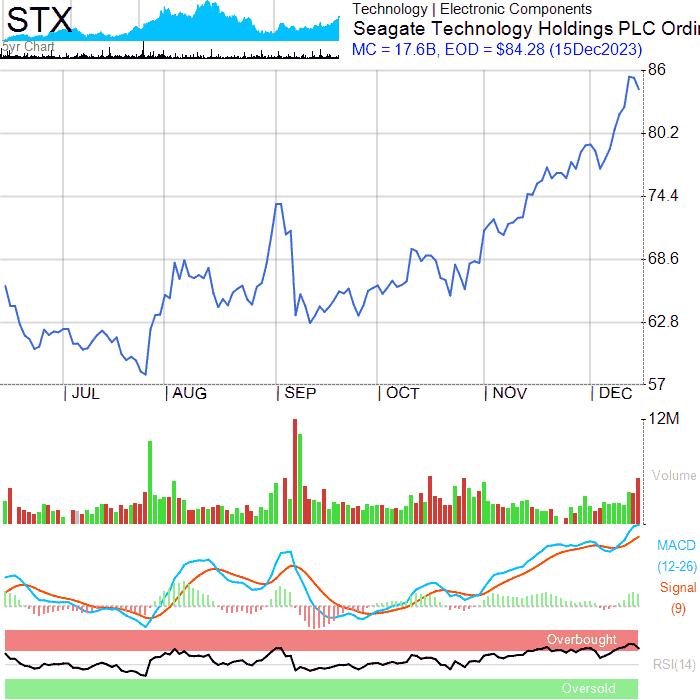 STX
5yr Chart
Technology | Electronic Components
Seagate Technology Holdings PLC Ordi
MC = 17.6B, EOD = $84.28 (15Dec2023)
86
80.2
74.4
68.6
62.8
57
JUL
AUG
SEP
OCT
NOV
DEC
12M
Volume
MACD
(12-26)
Signal
(9)
Overbought
RSI(14)
Oversold